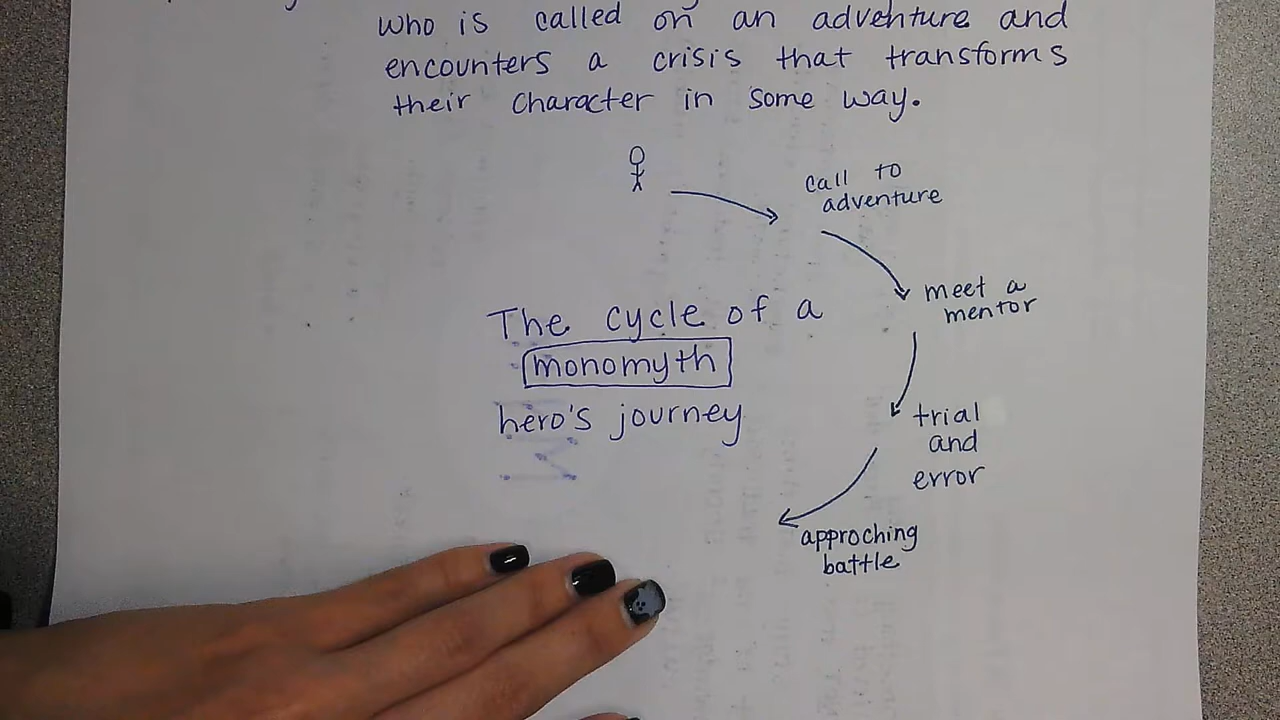 who is called on an adventure and
encounters a crisis that transforms
their character in some way.
call to
adventure
meet a
mentor
The cycle of a
monomyth
hero's journey
trial
and
error
approching
battle